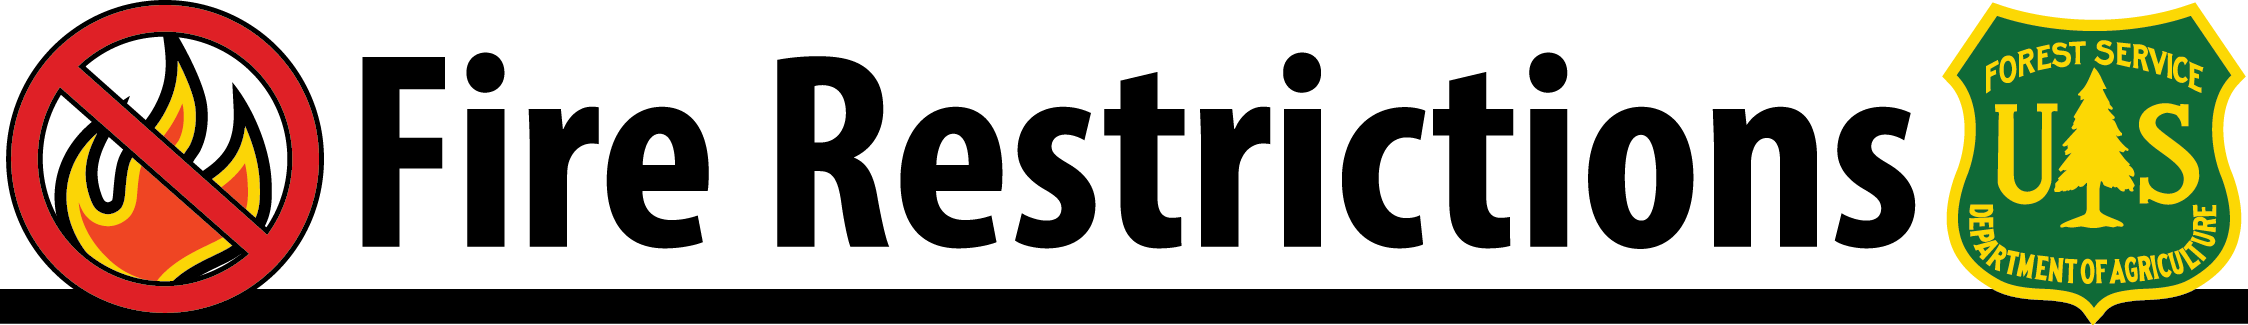 Fire Restrictions
FOREST SERVICE
U S
DEPARTMENT OF AGRICULTURE